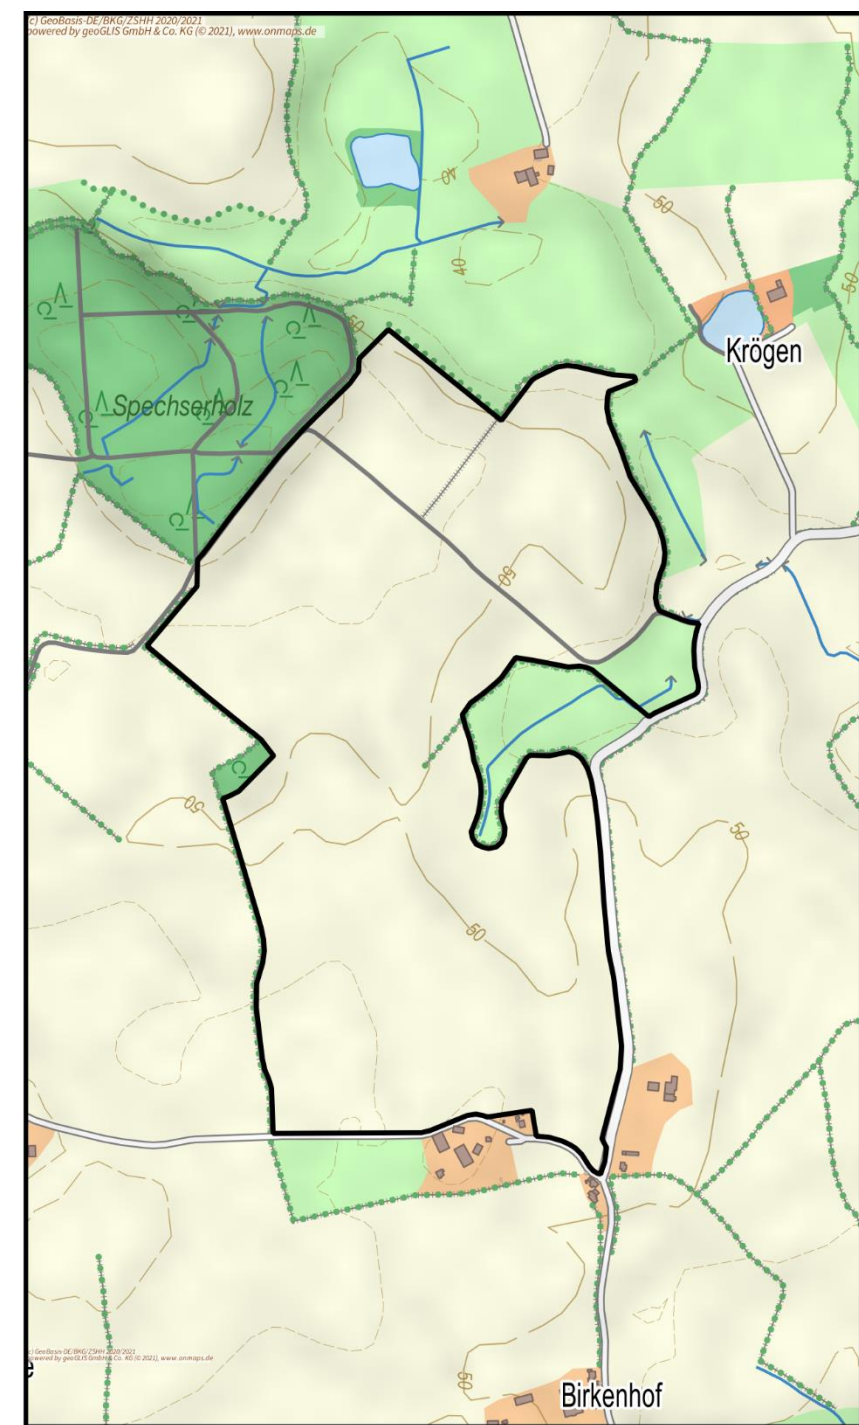 (c) GeoBasis-DE/BKG/ZSHH 2020/2021
powered by geoGLIS GmbH & Co. KG (© 2021), www.onmaps.de
40
50
40
50
50
Krögen
Spechserholz
60
50
50
60
(c) GeoBasis-DE/BKG/ZSHH 2020/2021
powered by geoGLIS GmbH & Co. KG (© 2021), www.onmaps.de
e
50
Birkenhof